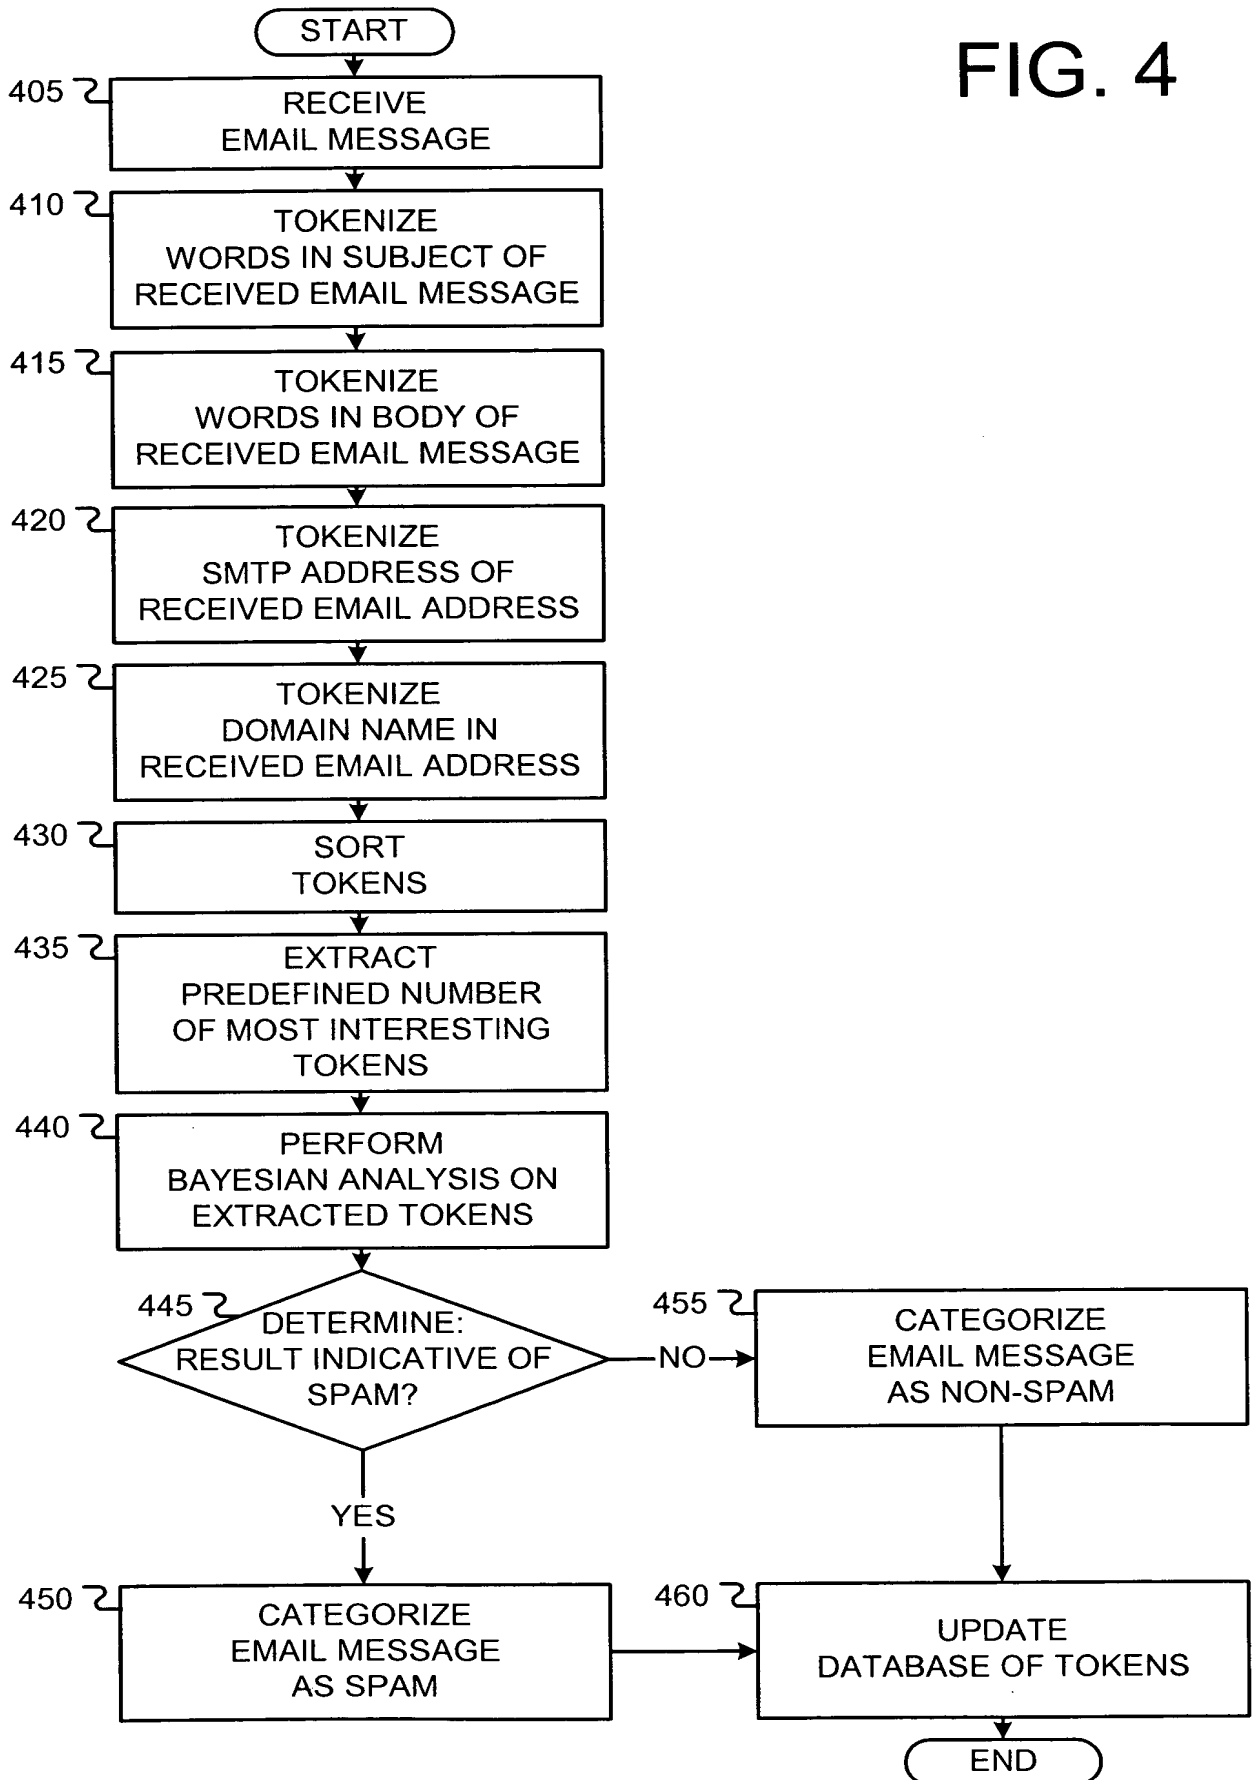 START
FIG. 4
405
RECEIVE
EMAIL MESSAGE
410
TOKENIZE
WORDS IN SUBJECT OF
RECEIVED EMAIL MESSAGE
415
TOKENIZE
WORDS IN BODY OF
RECEIVED EMAIL MESSAGE
420
TOKENIZE
SMTP ADDRESS OF
RECEIVED EMAIL ADDRESS
425
TOKENIZE
DOMAIN NAME IN
RECEIVED EMAIL ADDRESS
430
SORT
TOKENS
435
EXTRACT
PREDEFINED NUMBER
OF MOST INTERESTING
TOKENS
440
PERFORM
BAYESIAN ANALYSIS ON
EXTRACTED TOKENS
445
DETERMINE:
RESULT INDICATIVE OF
SPAM?
NO
455
CATEGORIZE
EMAIL MESSAGE
AS NON-SPAM
YES
450
CATEGORIZE
EMAIL MESSAGE
AS SPAM
460
UPDATE
DATABASE OF TOKENS
END